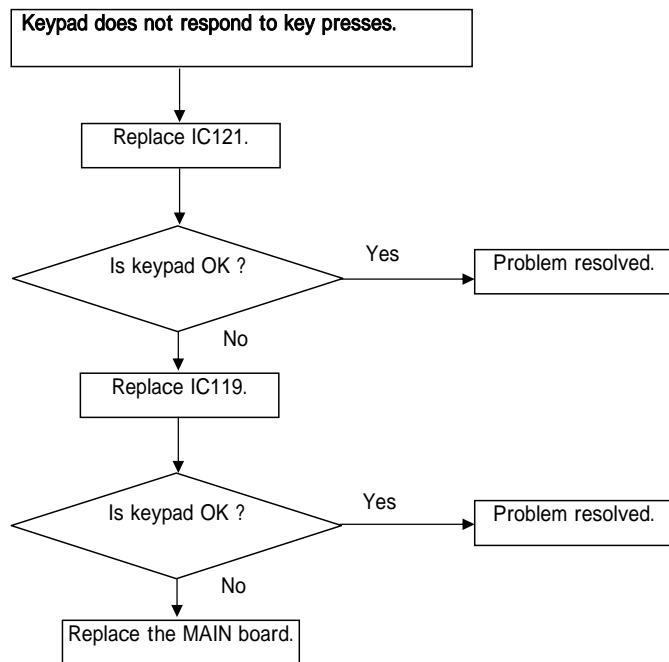 Keypad does not respond to key presses.
Replace IC121.
Is keypad OK ?
Yes
Problem resolved.
No
Replace IC119.
Is keypad OK ?
Yes
Problem resolved.
No
Replace the MAIN board.